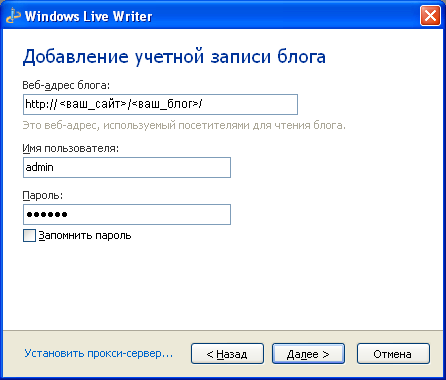 Windows Live Writer
Добавление учетной записи блога
Веб-адрес блога:
http:// <ваш_сайт>/<ваш_блог>/
Это веб-адрес, используемый посетителями для чтения блога.
Имя пользователя:
admin
Пароль:
●●●●●●
Запомнить пароль
Установить прокси-сервер... < Назад Далее > Отмена